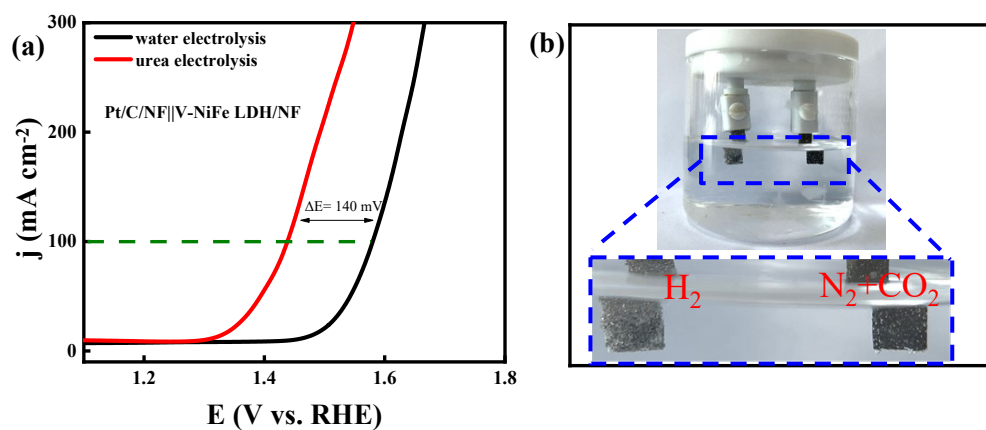 (a)
300
200
100
0
j (mA cm⁻²)
water electrolysis
urea electrolysis
Pt/C/NF||V-NiFe LDH/NF
ΔE= 140 mV
1.2 1.4 1.6 1.8
E (V vs. RHE)
(b)
H₂ N₂+CO₂